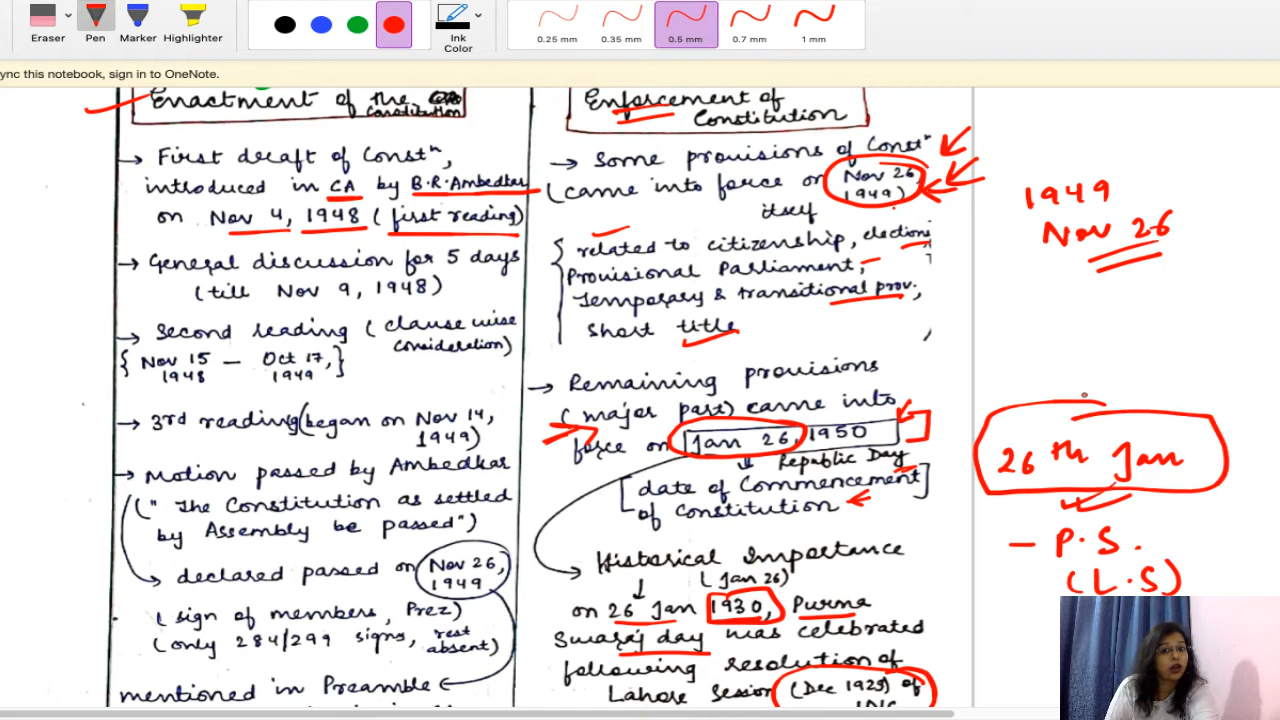 Eraser
Pen
Marker
Highlighter
Ink
Color
0.25 mm
0.35 mm
0.5 mm
0.7 mm
1 mm
ync this notebook, sign in to OneNote.
Enactment of the
Constitution
→ First draft of Constⁿ,
introduced in CA by B.R.Ambedkar
on Nov 4, 1948 (first reading)
→ General discussion for 5 days
(till Nov 9, 1948)
→ Second reading (clause wise
consideration)
{ Nov 15 — Oct 17, }
1948 1949
→ 3rd reading (began on Nov 14,
1949)
→ Motion passed by Ambedkar
(" The Constitution as settled
by Assembly be passed")
→ declared passed on Nov 26,
1949
(sign of members, Prez)
(only 284/299 signs, rest
absent)
mentioned in Preamble
Enforcement of
Constitution
→ Some provisions of Constⁿ
(came into force on Nov 26,
1949)
itself
related to citizenship, elections
Provisional Parliament,
Temporary & transitional prov.,
Short title
→ Remaining provisions
(major part) came into
force on Jan 26, 1950
↓ Republic Day
[date of Commencement]
of Constitution
Historical Importance
↓ (Jan 26)
on 26 Jan 1930, Purna
Swaraj day was celebrated
following resolution of
Lahore Session (Dec 1929) of
INC
1949
Nov 26
26 th Jan
- P.S.
(L.S)